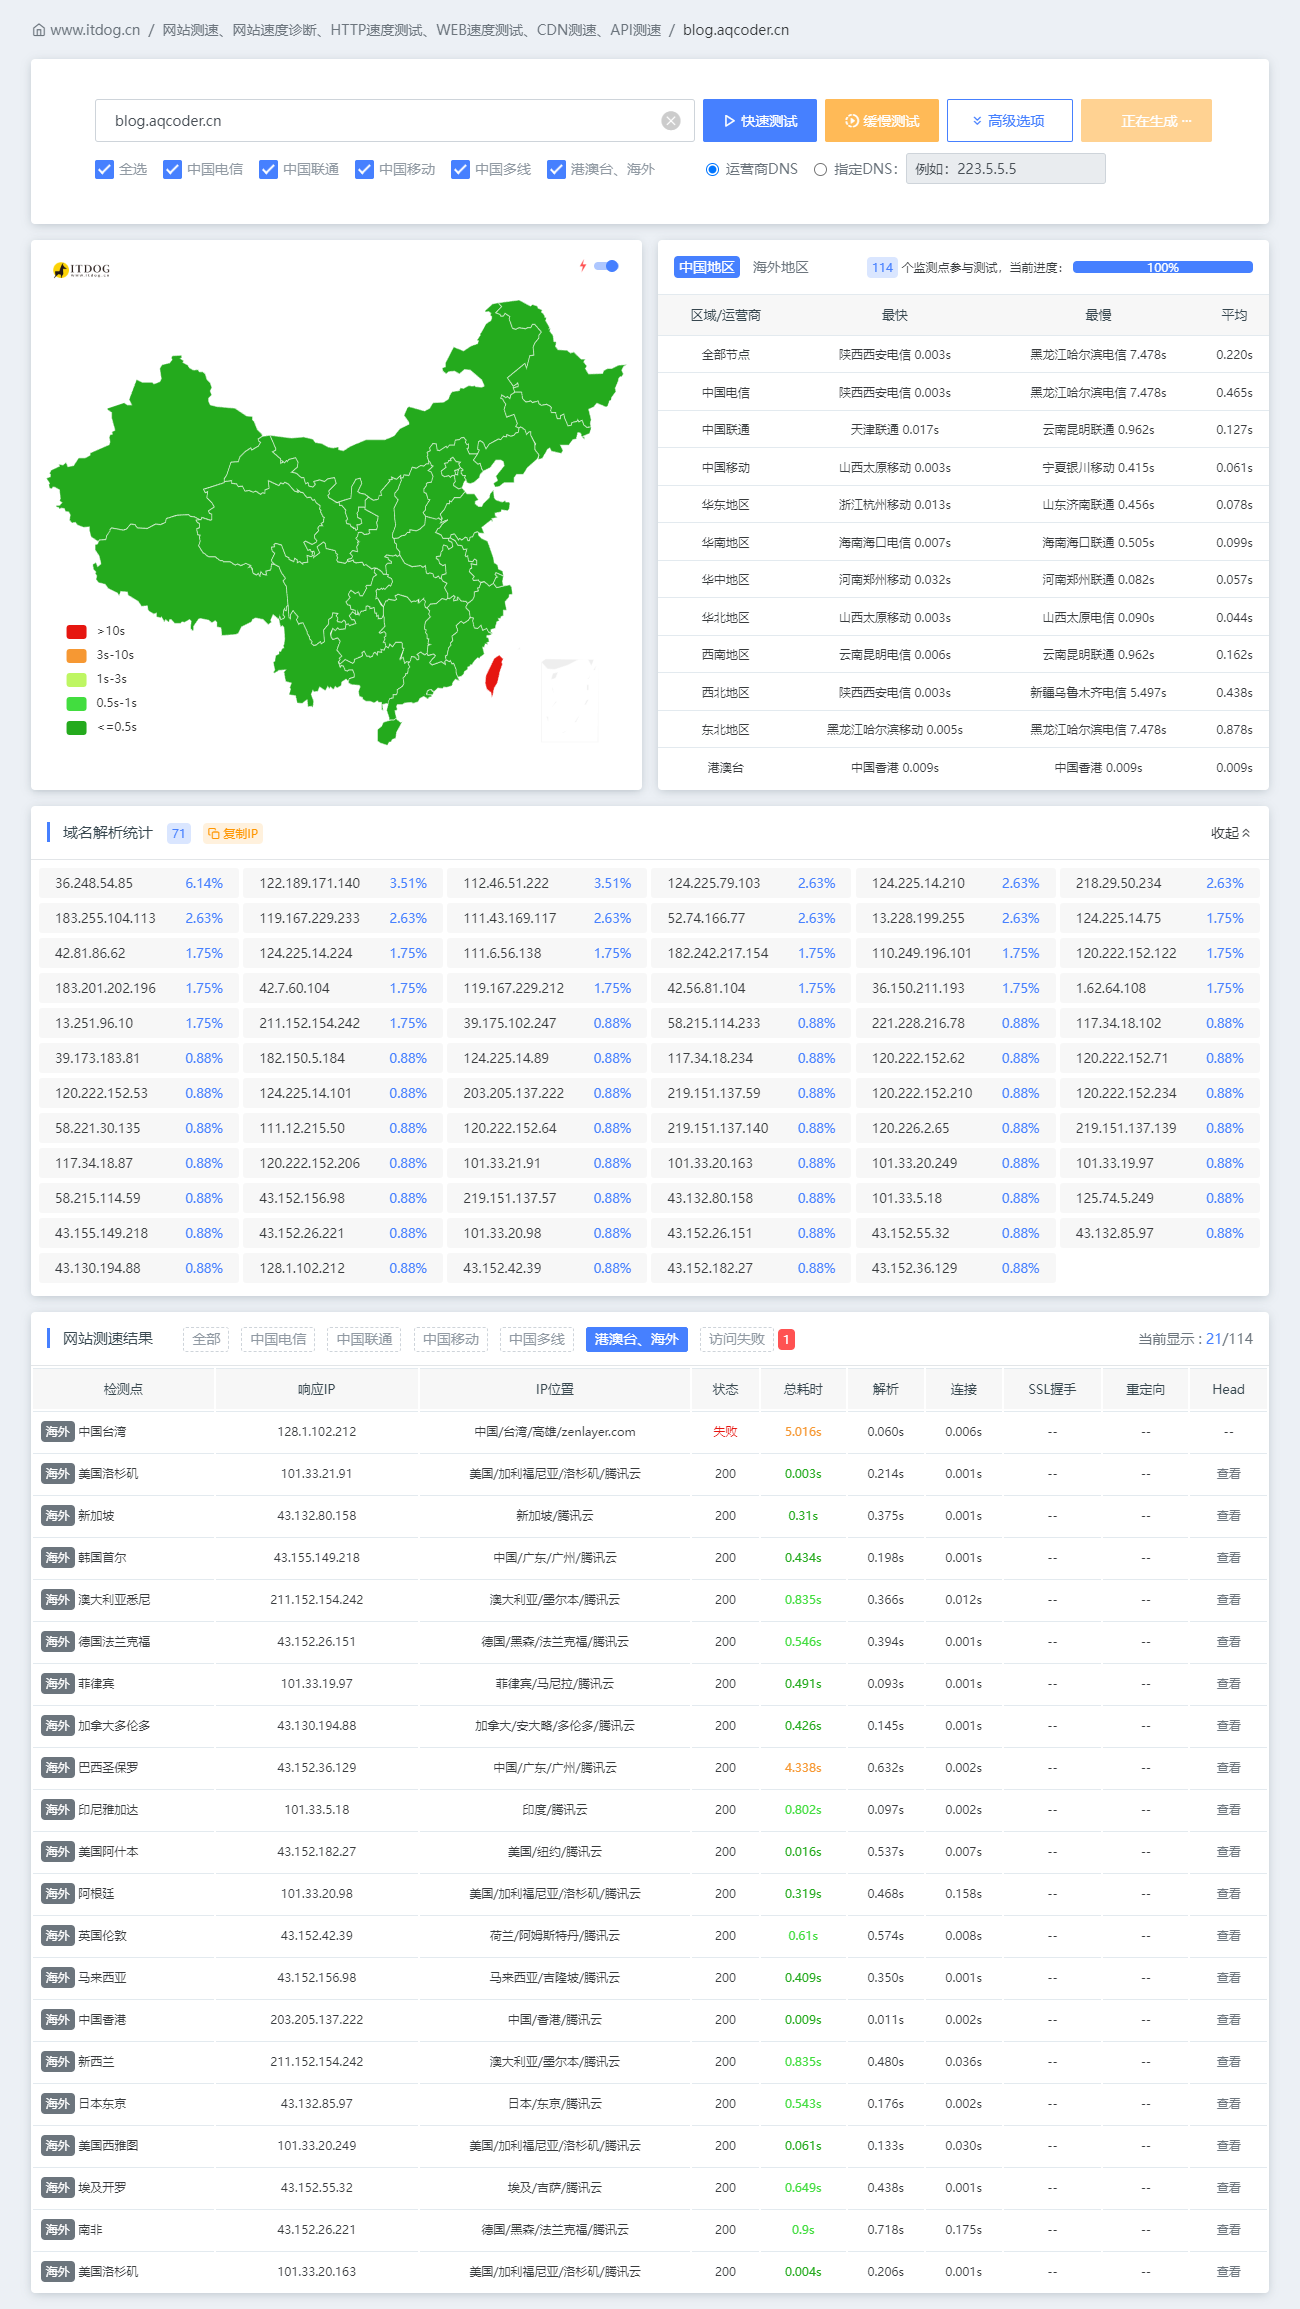 www.itdog.cn / 网站测速、网站速度诊断、HTTP速度测试、WEB速度测试、CDN测速、API测速 / blog.aqcoder.cn
blog.aqcoder.cn 快速测试 缓慢测试 高级选项 正在生成 ···
全选 中国电信 中国联通 中国移动 中国多线 港澳台、海外 运营商DNS 指定DNS： 例如：223.5.5.5
ITDOG
www.itdog.cn
>10s
3s-10s
1s-3s
0.5s-1s
<=0.5s
中国地区 海外地区 114 个监测点参与测试，当前进度： 100%
区域/运营商 最快 最慢 平均
全部节点 陕西西安电信 0.003s 黑龙江哈尔滨电信 7.478s 0.220s
中国电信 陕西西安电信 0.003s 黑龙江哈尔滨电信 7.478s 0.465s
中国联通 天津联通 0.017s 云南昆明联通 0.962s 0.127s
中国移动 山西太原移动 0.003s 宁夏银川移动 0.415s 0.061s
华东地区 浙江杭州移动 0.013s 山东济南联通 0.456s 0.078s
华南地区 海南海口电信 0.007s 海南海口联通 0.505s 0.099s
华中地区 河南郑州移动 0.032s 河南郑州联通 0.082s 0.057s
华北地区 山西太原移动 0.003s 山西太原电信 0.090s 0.044s
西南地区 云南昆明电信 0.006s 云南昆明联通 0.962s 0.162s
西北地区 陕西西安电信 0.003s 新疆乌鲁木齐电信 5.497s 0.438s
东北地区 黑龙江哈尔滨移动 0.005s 黑龙江哈尔滨电信 7.478s 0.878s
港澳台 中国香港 0.009s 中国香港 0.009s 0.009s
域名解析统计 71 复制IP 收起
36.248.54.85 6.14% 122.189.171.140 3.51% 112.46.51.222 3.51% 124.225.79.103 2.63% 124.225.14.210 2.63% 218.29.50.234 2.63%
183.255.104.113 2.63% 119.167.229.233 2.63% 111.43.169.117 2.63% 52.74.166.77 2.63% 13.228.199.255 2.63% 124.225.14.75 1.75%
42.81.86.62 1.75% 124.225.14.224 1.75% 111.6.56.138 1.75% 182.242.217.154 1.75% 110.249.196.101 1.75% 120.222.152.122 1.75%
183.201.202.196 1.75% 42.7.60.104 1.75% 119.167.229.212 1.75% 42.56.81.104 1.75% 36.150.211.193 1.75% 1.62.64.108 1.75%
13.251.96.10 1.75% 211.152.154.242 1.75% 39.175.102.247 0.88% 58.215.114.233 0.88% 221.228.216.78 0.88% 117.34.18.102 0.88%
39.173.183.81 0.88% 182.150.5.184 0.88% 124.225.14.89 0.88% 117.34.18.234 0.88% 120.222.152.62 0.88% 120.222.152.71 0.88%
120.222.152.53 0.88% 124.225.14.101 0.88% 203.205.137.222 0.88% 219.151.137.59 0.88% 120.222.152.210 0.88% 120.222.152.234 0.88%
58.221.30.135 0.88% 111.12.215.50 0.88% 120.222.152.64 0.88% 219.151.137.140 0.88% 120.226.2.65 0.88% 219.151.137.139 0.88%
117.34.18.87 0.88% 120.222.152.206 0.88% 101.33.21.91 0.88% 101.33.20.163 0.88% 101.33.20.249 0.88% 101.33.19.97 0.88%
58.215.114.59 0.88% 43.152.156.98 0.88% 219.151.137.57 0.88% 43.132.80.158 0.88% 101.33.5.18 0.88% 125.74.5.249 0.88%
43.155.149.218 0.88% 43.152.26.221 0.88% 101.33.20.98 0.88% 43.152.26.151 0.88% 43.152.55.32 0.88% 43.132.85.97 0.88%
43.130.194.88 0.88% 128.1.102.212 0.88% 43.152.42.39 0.88% 43.152.182.27 0.88% 43.152.36.129 0.88%
网站测速结果 全部 中国电信 中国联通 中国移动 中国多线 港澳台、海外 访问失败 1 当前显示 : 21/114
检测点 响应IP IP位置 状态 总耗时 解析 连接 SSL握手 重定向 Head
海外 中国台湾 128.1.102.212 中国/台湾/高雄/zenlayer.com 失败 5.016s 0.060s 0.006s -- -- --
海外 美国洛杉矶 101.33.21.91 美国/加利福尼亚/洛杉矶/腾讯云 200 0.003s 0.214s 0.001s -- -- 查看
海外 新加坡 43.132.80.158 新加坡/腾讯云 200 0.31s 0.375s 0.001s -- -- 查看
海外 韩国首尔 43.155.149.218 中国/广东/广州/腾讯云 200 0.434s 0.198s 0.001s -- -- 查看
海外 澳大利亚悉尼 211.152.154.242 澳大利亚/墨尔本/腾讯云 200 0.835s 0.366s 0.012s -- -- 查看
海外 德国法兰克福 43.152.26.151 德国/黑森/法兰克福/腾讯云 200 0.546s 0.394s 0.001s -- -- 查看
海外 菲律宾 101.33.19.97 菲律宾/马尼拉/腾讯云 200 0.491s 0.093s 0.001s -- -- 查看
海外 加拿大多伦多 43.130.194.88 加拿大/安大略/多伦多/腾讯云 200 0.426s 0.145s 0.001s -- -- 查看
海外 巴西圣保罗 43.152.36.129 中国/广东/广州/腾讯云 200 4.338s 0.632s 0.002s -- -- 查看
海外 印尼雅加达 101.33.5.18 印度/腾讯云 200 0.802s 0.097s 0.002s -- -- 查看
海外 美国阿什本 43.152.182.27 美国/纽约/腾讯云 200 0.016s 0.537s 0.007s -- -- 查看
海外 阿根廷 101.33.20.98 美国/加利福尼亚/洛杉矶/腾讯云 200 0.319s 0.468s 0.158s -- -- 查看
海外 英国伦敦 43.152.42.39 荷兰/阿姆斯特丹/腾讯云 200 0.61s 0.574s 0.008s -- -- 查看
海外 马来西亚 43.152.156.98 马来西亚/吉隆坡/腾讯云 200 0.409s 0.350s 0.001s -- -- 查看
海外 中国香港 203.205.137.222 中国/香港/腾讯云 200 0.009s 0.011s 0.002s -- -- 查看
海外 新西兰 211.152.154.242 澳大利亚/墨尔本/腾讯云 200 0.835s 0.480s 0.036s -- -- 查看
海外 日本东京 43.132.85.97 日本/东京/腾讯云 200 0.543s 0.176s 0.002s -- -- 查看
海外 美国西雅图 101.33.20.249 美国/加利福尼亚/洛杉矶/腾讯云 200 0.061s 0.133s 0.030s -- -- 查看
海外 埃及开罗 43.152.55.32 埃及/吉萨/腾讯云 200 0.649s 0.438s 0.001s -- -- 查看
海外 南非 43.152.26.221 德国/黑森/法兰克福/腾讯云 200 0.9s 0.718s 0.175s -- -- 查看
海外 美国洛杉矶 101.33.20.163 美国/加利福尼亚/洛杉矶/腾讯云 200 0.004s 0.206s 0.001s -- -- 查看